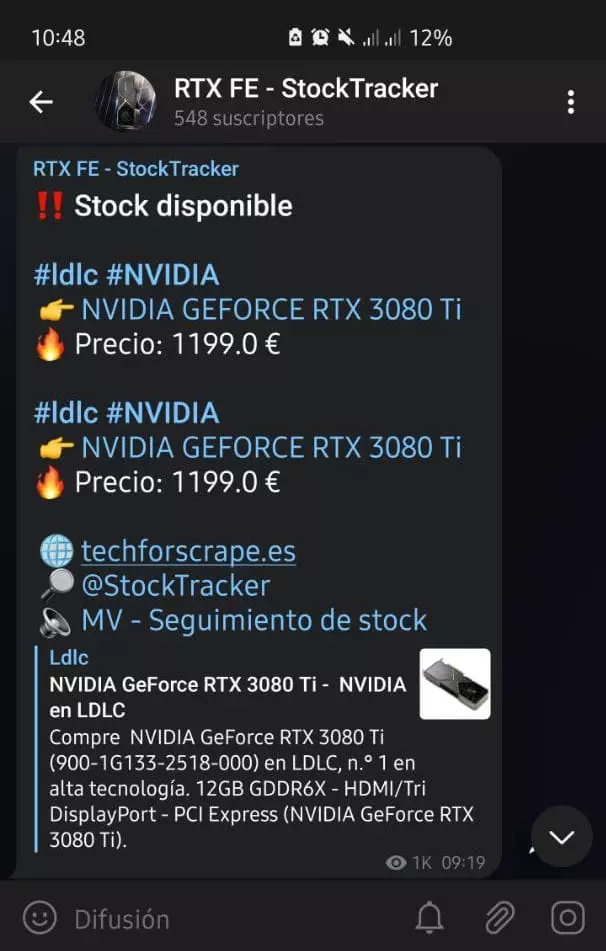 10:48
12%
RTX FE - StockTracker
548 suscriptores
RTX FE - StockTracker
‼️ Stock disponible
#ldlc #NVIDIA
👉 NVIDIA GEFORCE RTX 3080 Ti
🔥 Precio: 1199.0 €
#ldlc #NVIDIA
👉 NVIDIA GEFORCE RTX 3080 Ti
🔥 Precio: 1199.0 €
🌐 techforscrape.es
🔎 @StockTracker
🔊 MV - Seguimiento de stock
Ldlc
NVIDIA GeForce RTX 3080 Ti - NVIDIA
en LDLC
Compre NVIDIA GeForce RTX 3080 Ti
(900-1G133-2518-000) en LDLC, n.º 1 en
alta tecnología. 12GB GDDR6X - HDMI/Tri
DisplayPort - PCI Express (NVIDIA GeForce RTX
3080 Ti).
1K 09:19
Difusión